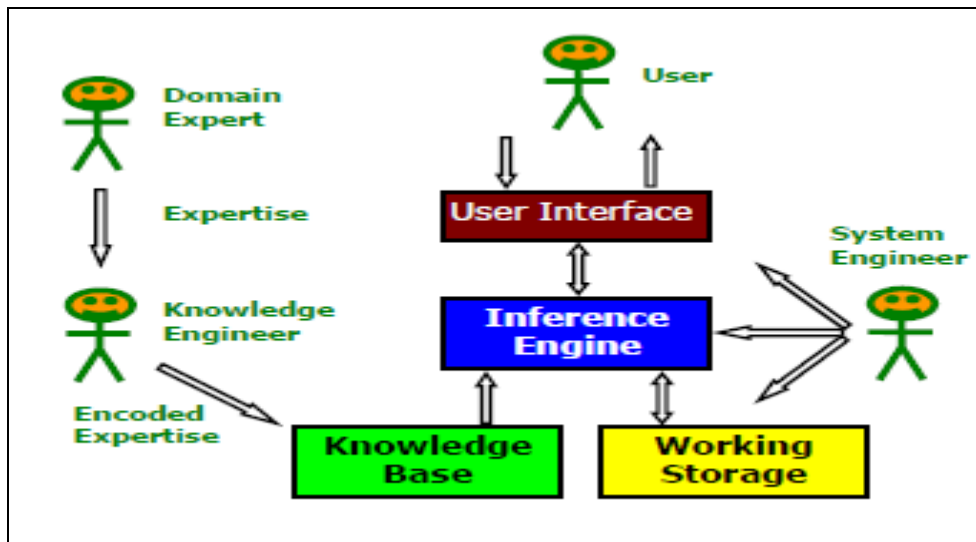 User
Domain
Expert
User Interface
Expertise
System
Engineer
Knowledge
Engineer
Inference
Engine
Encoded
Expertise
Knowledge
Base
Working
Storage